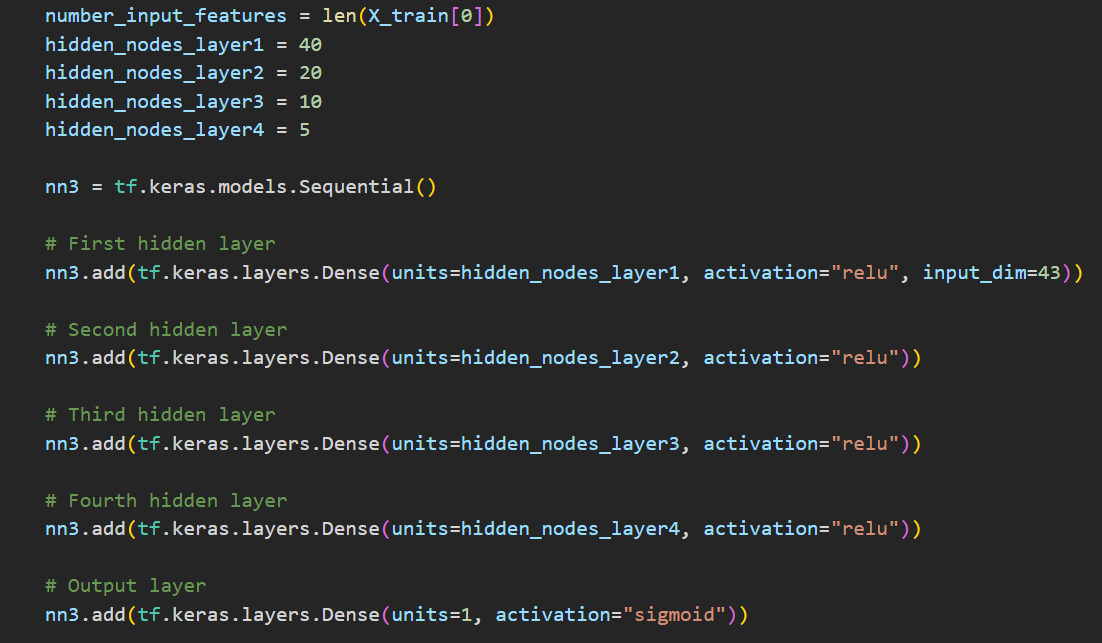 number_input_features = len(X_train[0])
hidden_nodes_layer1 = 40
hidden_nodes_layer2 = 20
hidden_nodes_layer3 = 10
hidden_nodes_layer4 = 5
nn3 = tf.keras.models.Sequential()
# First hidden layer
nn3.add(tf.keras.layers.Dense(units=hidden_nodes_layer1, activation="relu", input_dim=43))
# Second hidden layer
nn3.add(tf.keras.layers.Dense(units=hidden_nodes_layer2, activation="relu"))
# Third hidden layer
nn3.add(tf.keras.layers.Dense(units=hidden_nodes_layer3, activation="relu"))
# Fourth hidden layer
nn3.add(tf.keras.layers.Dense(units=hidden_nodes_layer4, activation="relu"))
# Output layer
nn3.add(tf.keras.layers.Dense(units=1, activation="sigmoid"))